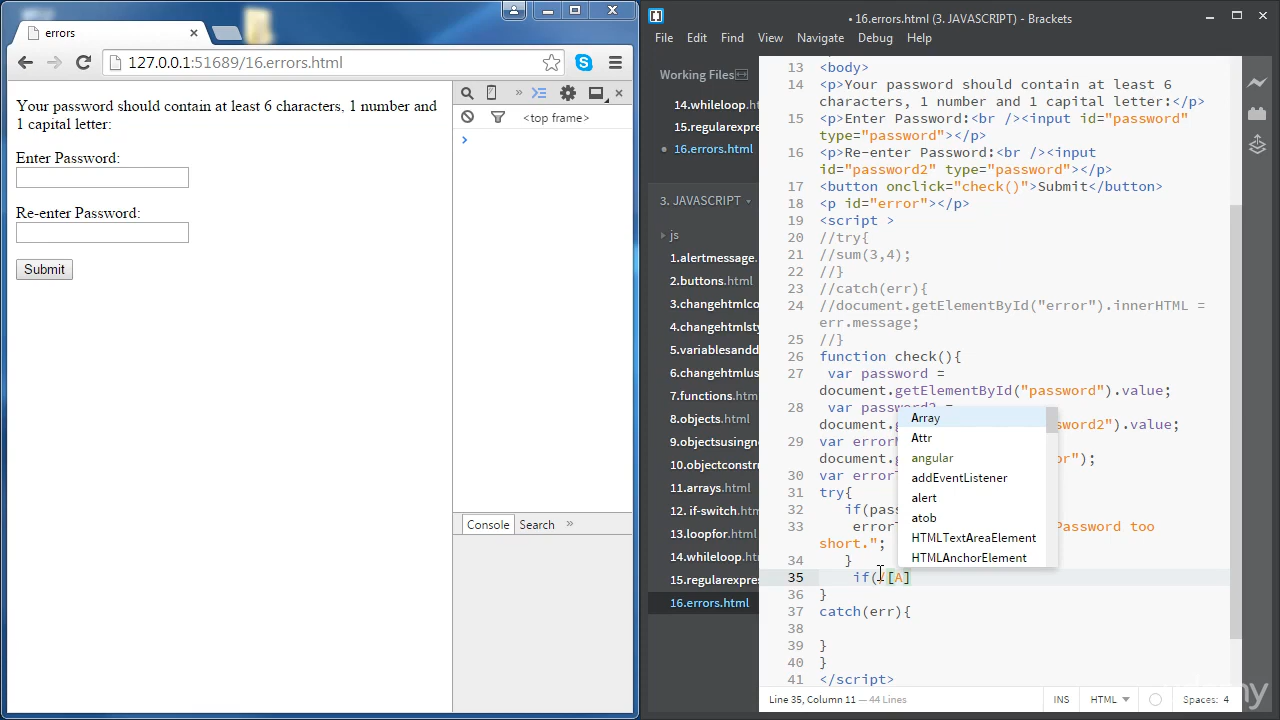 errors
127.0.0.1:51689/16.errors.html
Your password should contain at least 6 characters, 1 number and
1 capital letter:
Enter Password:
Re-enter Password:
Submit
<top frame>
Console Search
16.errors.html (3. JAVASCRIPT) - Brackets
File Edit Find View Navigate Debug Help
Working Files
14.whileloop.ht
15.regularexpre
16.errors.html
3. JAVASCRIPT
js
1.alertmessage.
2.buttons.html
3.changehtmlco
4.changehtmlsty
5.variablesandd
6.changehtmlus
7.functions.htm
8.objects.html
9.objectsusingne
10.objectconstru
11.arrays.html
12. if-switch.htm
13.loopfor.html
14.whileloop.htm
15.regularexpres
16.errors.html
13 <body>
14 <p>Your password should contain at least 6
characters, 1 number and 1 capital letter:</p>
15 <p>Enter Password:<br /><input id="password"
type="password"></p>
16 <p>Re-enter Password:<br /><input
id="password2" type="password"></p>
17 <button onclick="check()">Submit</button>
18 <p id="error"></p>
19 <script >
20 //try{
21 //sum(3,4);
22 //}
23 //catch(err){
24 //document.getElementById("error").innerHTML =
err.message;
25 //}
26 function check(){
27 var password =
document.getElementById("password").value;
28 var password2 =
document.g sword2").value;
29 var errorM
document.g or");
30 var errorT
31 try{
32 if(pass
33 errorT Password too
short.";
34 }
35 if( [A]
36 }
37 catch(err){
38
39 }
40 }
41 </script>
Array
Attr
angular
addEventListener
alert
atob
HTMLTextAreaElement
HTMLAnchorElement
Line 35, Column 11 — 44 Lines
INS HTML Spaces: 4